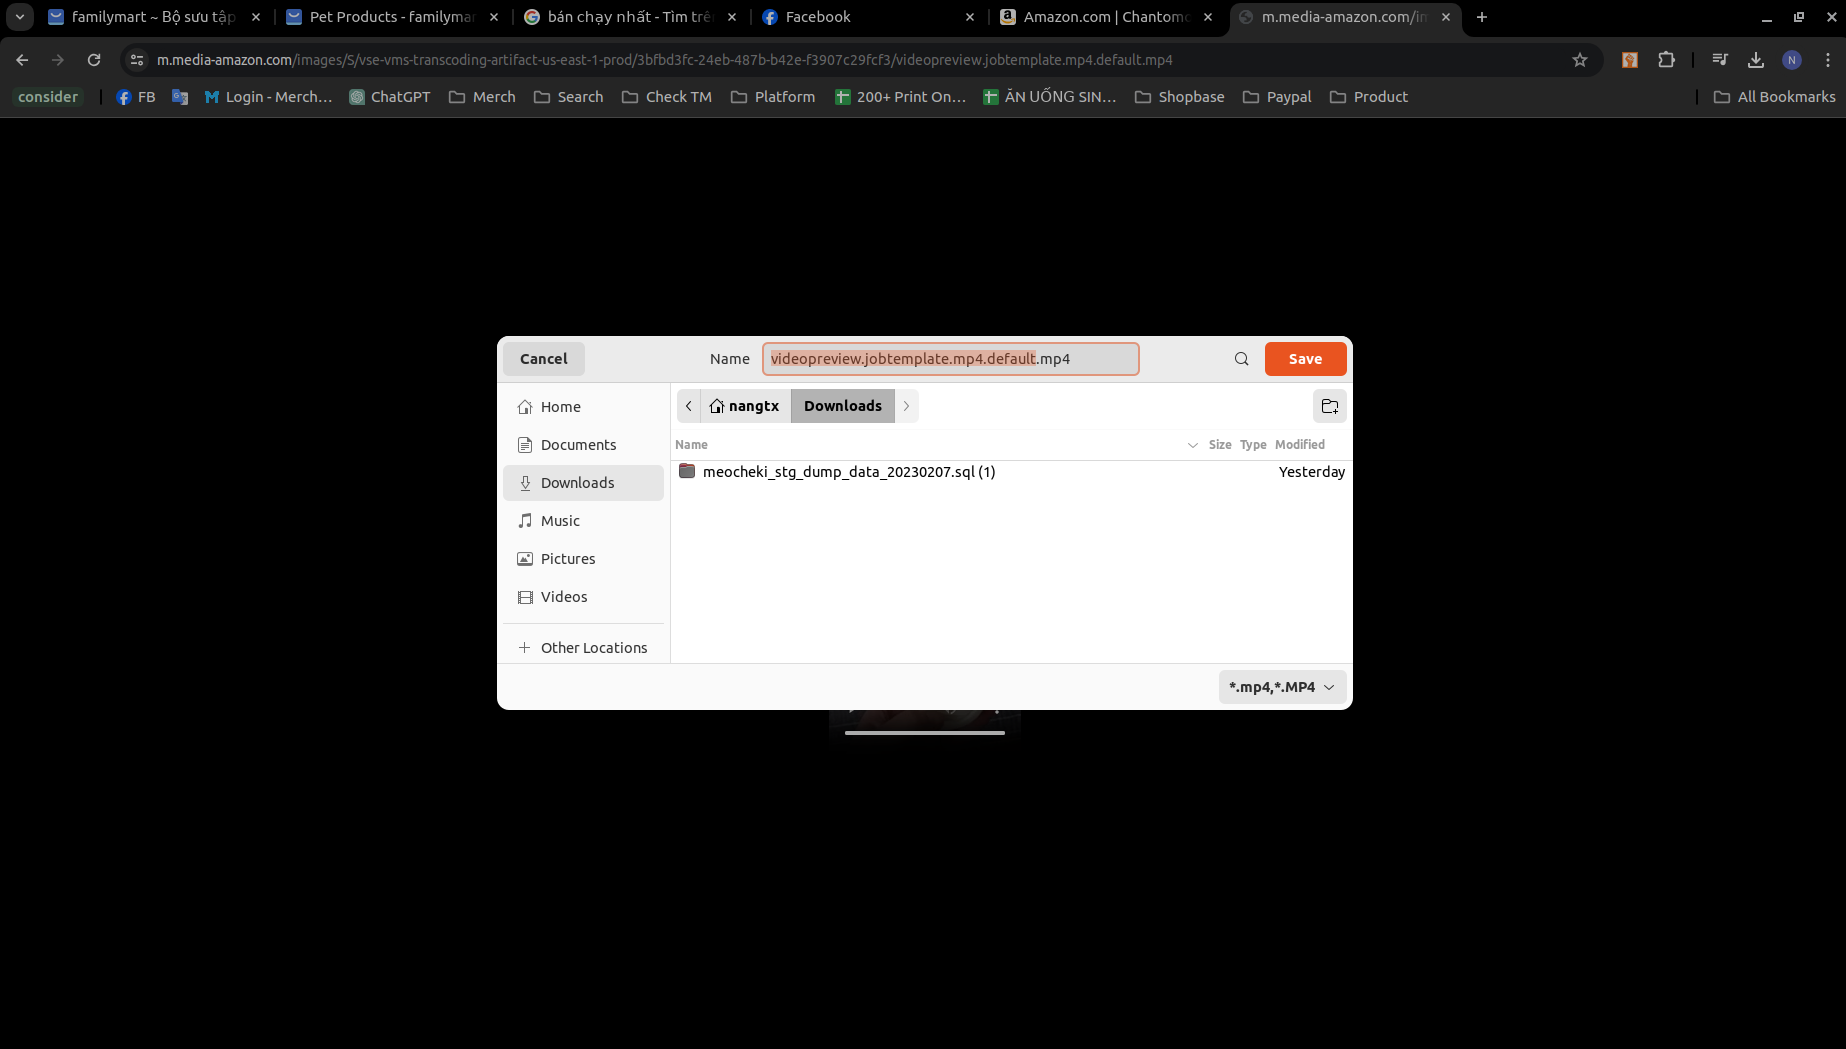 familymart ~ Bộ sưu tập
Pet Products - familymar
bán chạy nhất - Tìm trê
Facebook
Amazon.com | Chantomo
m.media-amazon.com/in
m.media-amazon.com/images/S/vse-vms-transcoding-artifact-us-east-1-prod/3bfbd3fc-24eb-487b-b42e-f3907c29fcf3/videopreview.jobtemplate.mp4.default.mp4
N
consider
FB
Login - Merch...
ChatGPT
Merch
Search
Check TM
Platform
200+ Print On...
ĂN UỐNG SIN...
Shopbase
Paypal
Product
All Bookmarks
Cancel
Name
videopreview.jobtemplate.mp4.default.mp4
Save
Home
Documents
Downloads
Music
Pictures
Videos
Other Locations
nangtx
Downloads
Name
Size
Type
Modified
meocheki_stg_dump_data_20230207.sql (1)
Yesterday
*.mp4,*.MP4